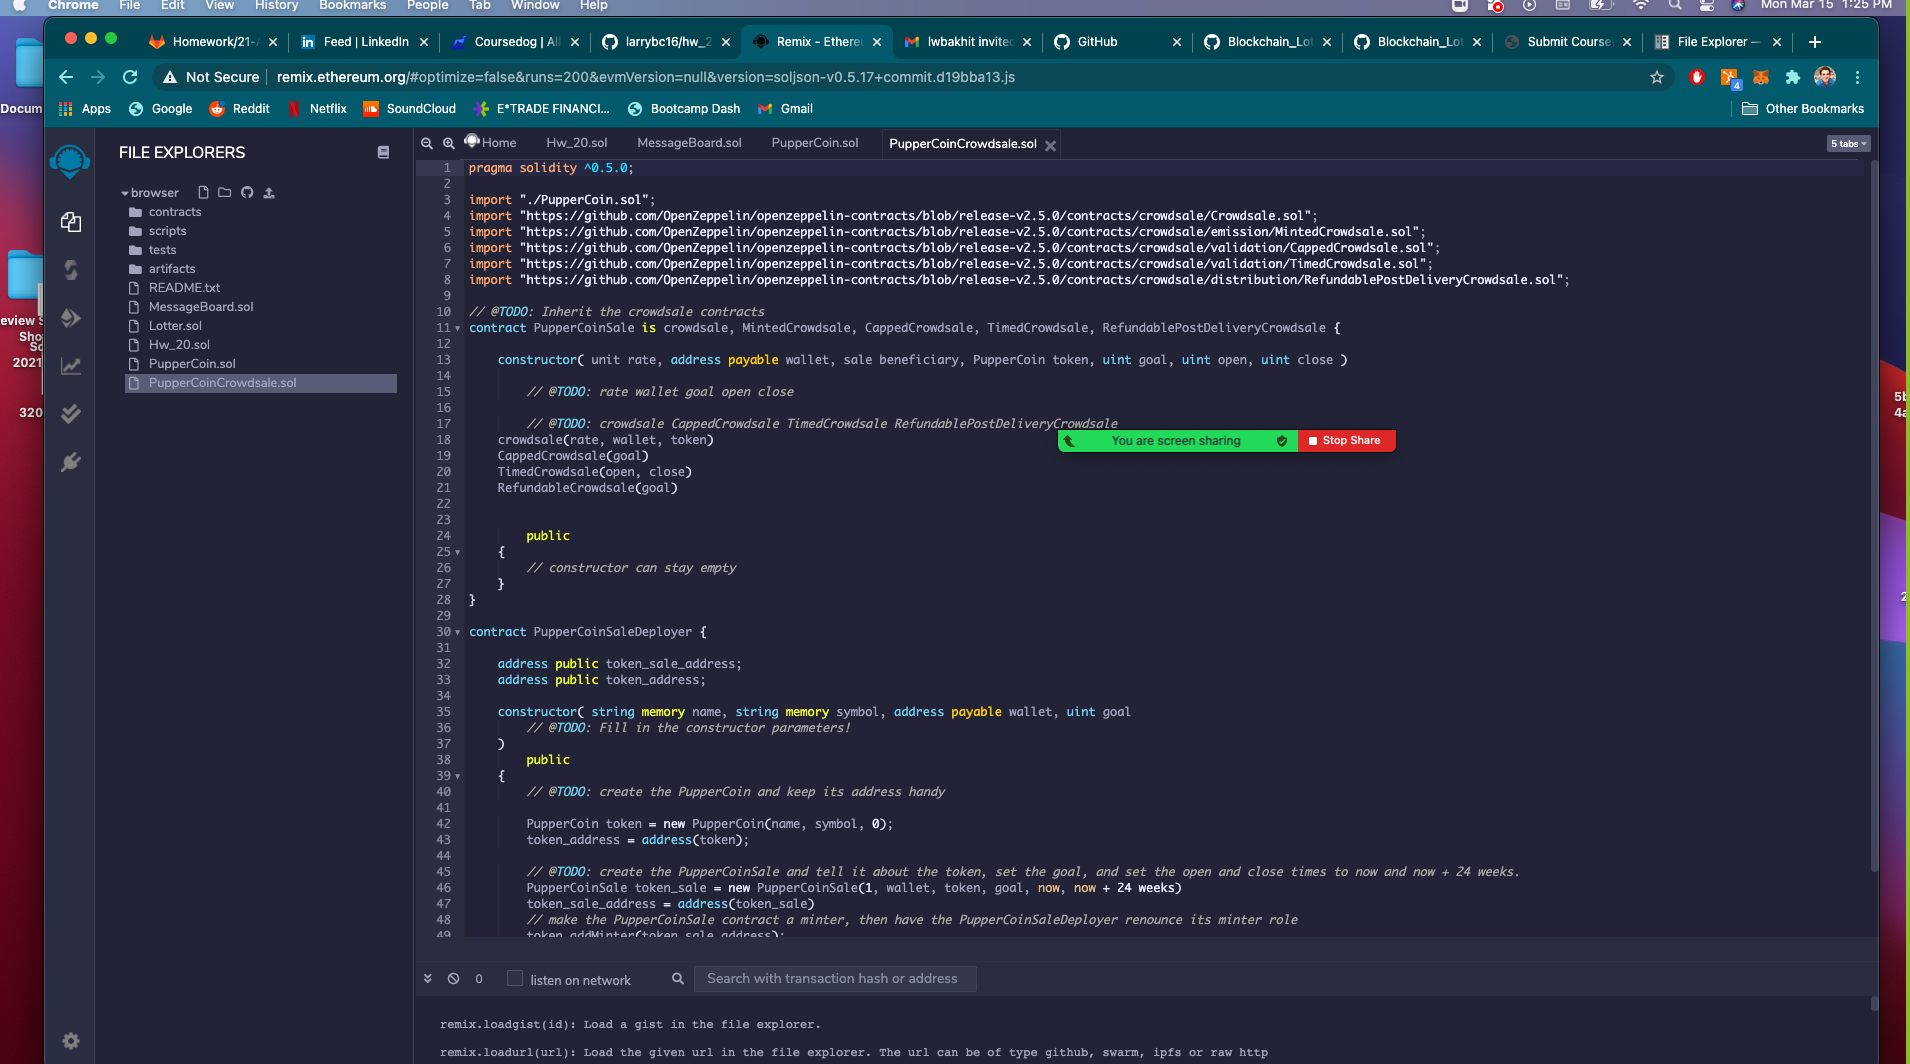 Chrome File Edit View History Bookmarks People Tab Window Help Mon Mar 15 1:25 PM
Homework/21- Feed | LinkedIn Coursedog | All larrybc16/hw_2 Remix - Ethere lwbakhit invited GitHub Blockchain_Lot Blockchain_Lot Submit Course File Explorer —
Not Secure remix.ethereum.org/#optimize=false&runs=200&evmVersion=null&version=soljson-v0.5.17+commit.d19bba13.js
4
Apps Google Reddit Netflix SoundCloud E*TRADE FINANCI... Bootcamp Dash Gmail Other Bookmarks
Docum
eview S
Sho
2021
320
FILE EXPLORERS
browser
contracts
scripts
tests
artifacts
README.txt
MessageBoard.sol
Lotter.sol
Hw_20.sol
PupperCoin.sol
PupperCoinCrowdsale.sol
Home Hw_20.sol MessageBoard.sol PupperCoin.sol PupperCoinCrowdsale.sol 5 tabs
1 pragma solidity ^0.5.0;
2
3 import "./PupperCoin.sol";
4 import "https://github.com/OpenZeppelin/openzeppelin-contracts/blob/release-v2.5.0/contracts/crowdsale/Crowdsale.sol";
5 import "https://github.com/OpenZeppelin/openzeppelin-contracts/blob/release-v2.5.0/contracts/crowdsale/emission/MintedCrowdsale.sol";
6 import "https://github.com/OpenZeppelin/openzeppelin-contracts/blob/release-v2.5.0/contracts/crowdsale/validation/CappedCrowdsale.sol";
7 import "https://github.com/OpenZeppelin/openzeppelin-contracts/blob/release-v2.5.0/contracts/crowdsale/validation/TimedCrowdsale.sol";
8 import "https://github.com/OpenZeppelin/openzeppelin-contracts/blob/release-v2.5.0/contracts/crowdsale/distribution/RefundablePostDeliveryCrowdsale.sol";
9
10 // @TODO: Inherit the crowdsale contracts
11 contract PupperCoinSale is crowdsale, MintedCrowdsale, CappedCrowdsale, TimedCrowdsale, RefundablePostDeliveryCrowdsale {
12
13 constructor( unit rate, address payable wallet, sale beneficiary, PupperCoin token, uint goal, uint open, uint close )
14
15 // @TODO: rate wallet goal open close
16
17 // @TODO: crowdsale CappedCrowdsale TimedCrowdsale RefundablePostDeliveryCrowdsale
18 crowdsale(rate, wallet, token)
You are screen sharing Stop Share
19 CappedCrowdsale(goal)
20 TimedCrowdsale(open, close)
21 RefundableCrowdsale(goal)
22
23
24 public
25 {
26 // constructor can stay empty
27 }
28 }
29
30 contract PupperCoinSaleDeployer {
31
32 address public token_sale_address;
33 address public token_address;
34
35 constructor( string memory name, string memory symbol, address payable wallet, uint goal
36 // @TODO: Fill in the constructor parameters!
37 )
38 public
39 {
40 // @TODO: create the PupperCoin and keep its address handy
41
42 PupperCoin token = new PupperCoin(name, symbol, 0);
43 token_address = address(token);
44
45 // @TODO: create the PupperCoinSale and tell it about the token, set the goal, and set the open and close times to now and now + 24 weeks.
46 PupperCoinSale token_sale = new PupperCoinSale(1, wallet, token, goal, now, now + 24 weeks)
47 token_sale_address = address(token_sale)
48 // make the PupperCoinSale contract a minter, then have the PupperCoinSaleDeployer renounce its minter role
49 token.addMinter(token_sale_address);
0 listen on network Search with transaction hash or address
remix.loadgist(id): Load a gist in the file explorer.
remix.loadurl(url): Load the given url in the file explorer. The url can be of type github, swarm, ipfs or raw http